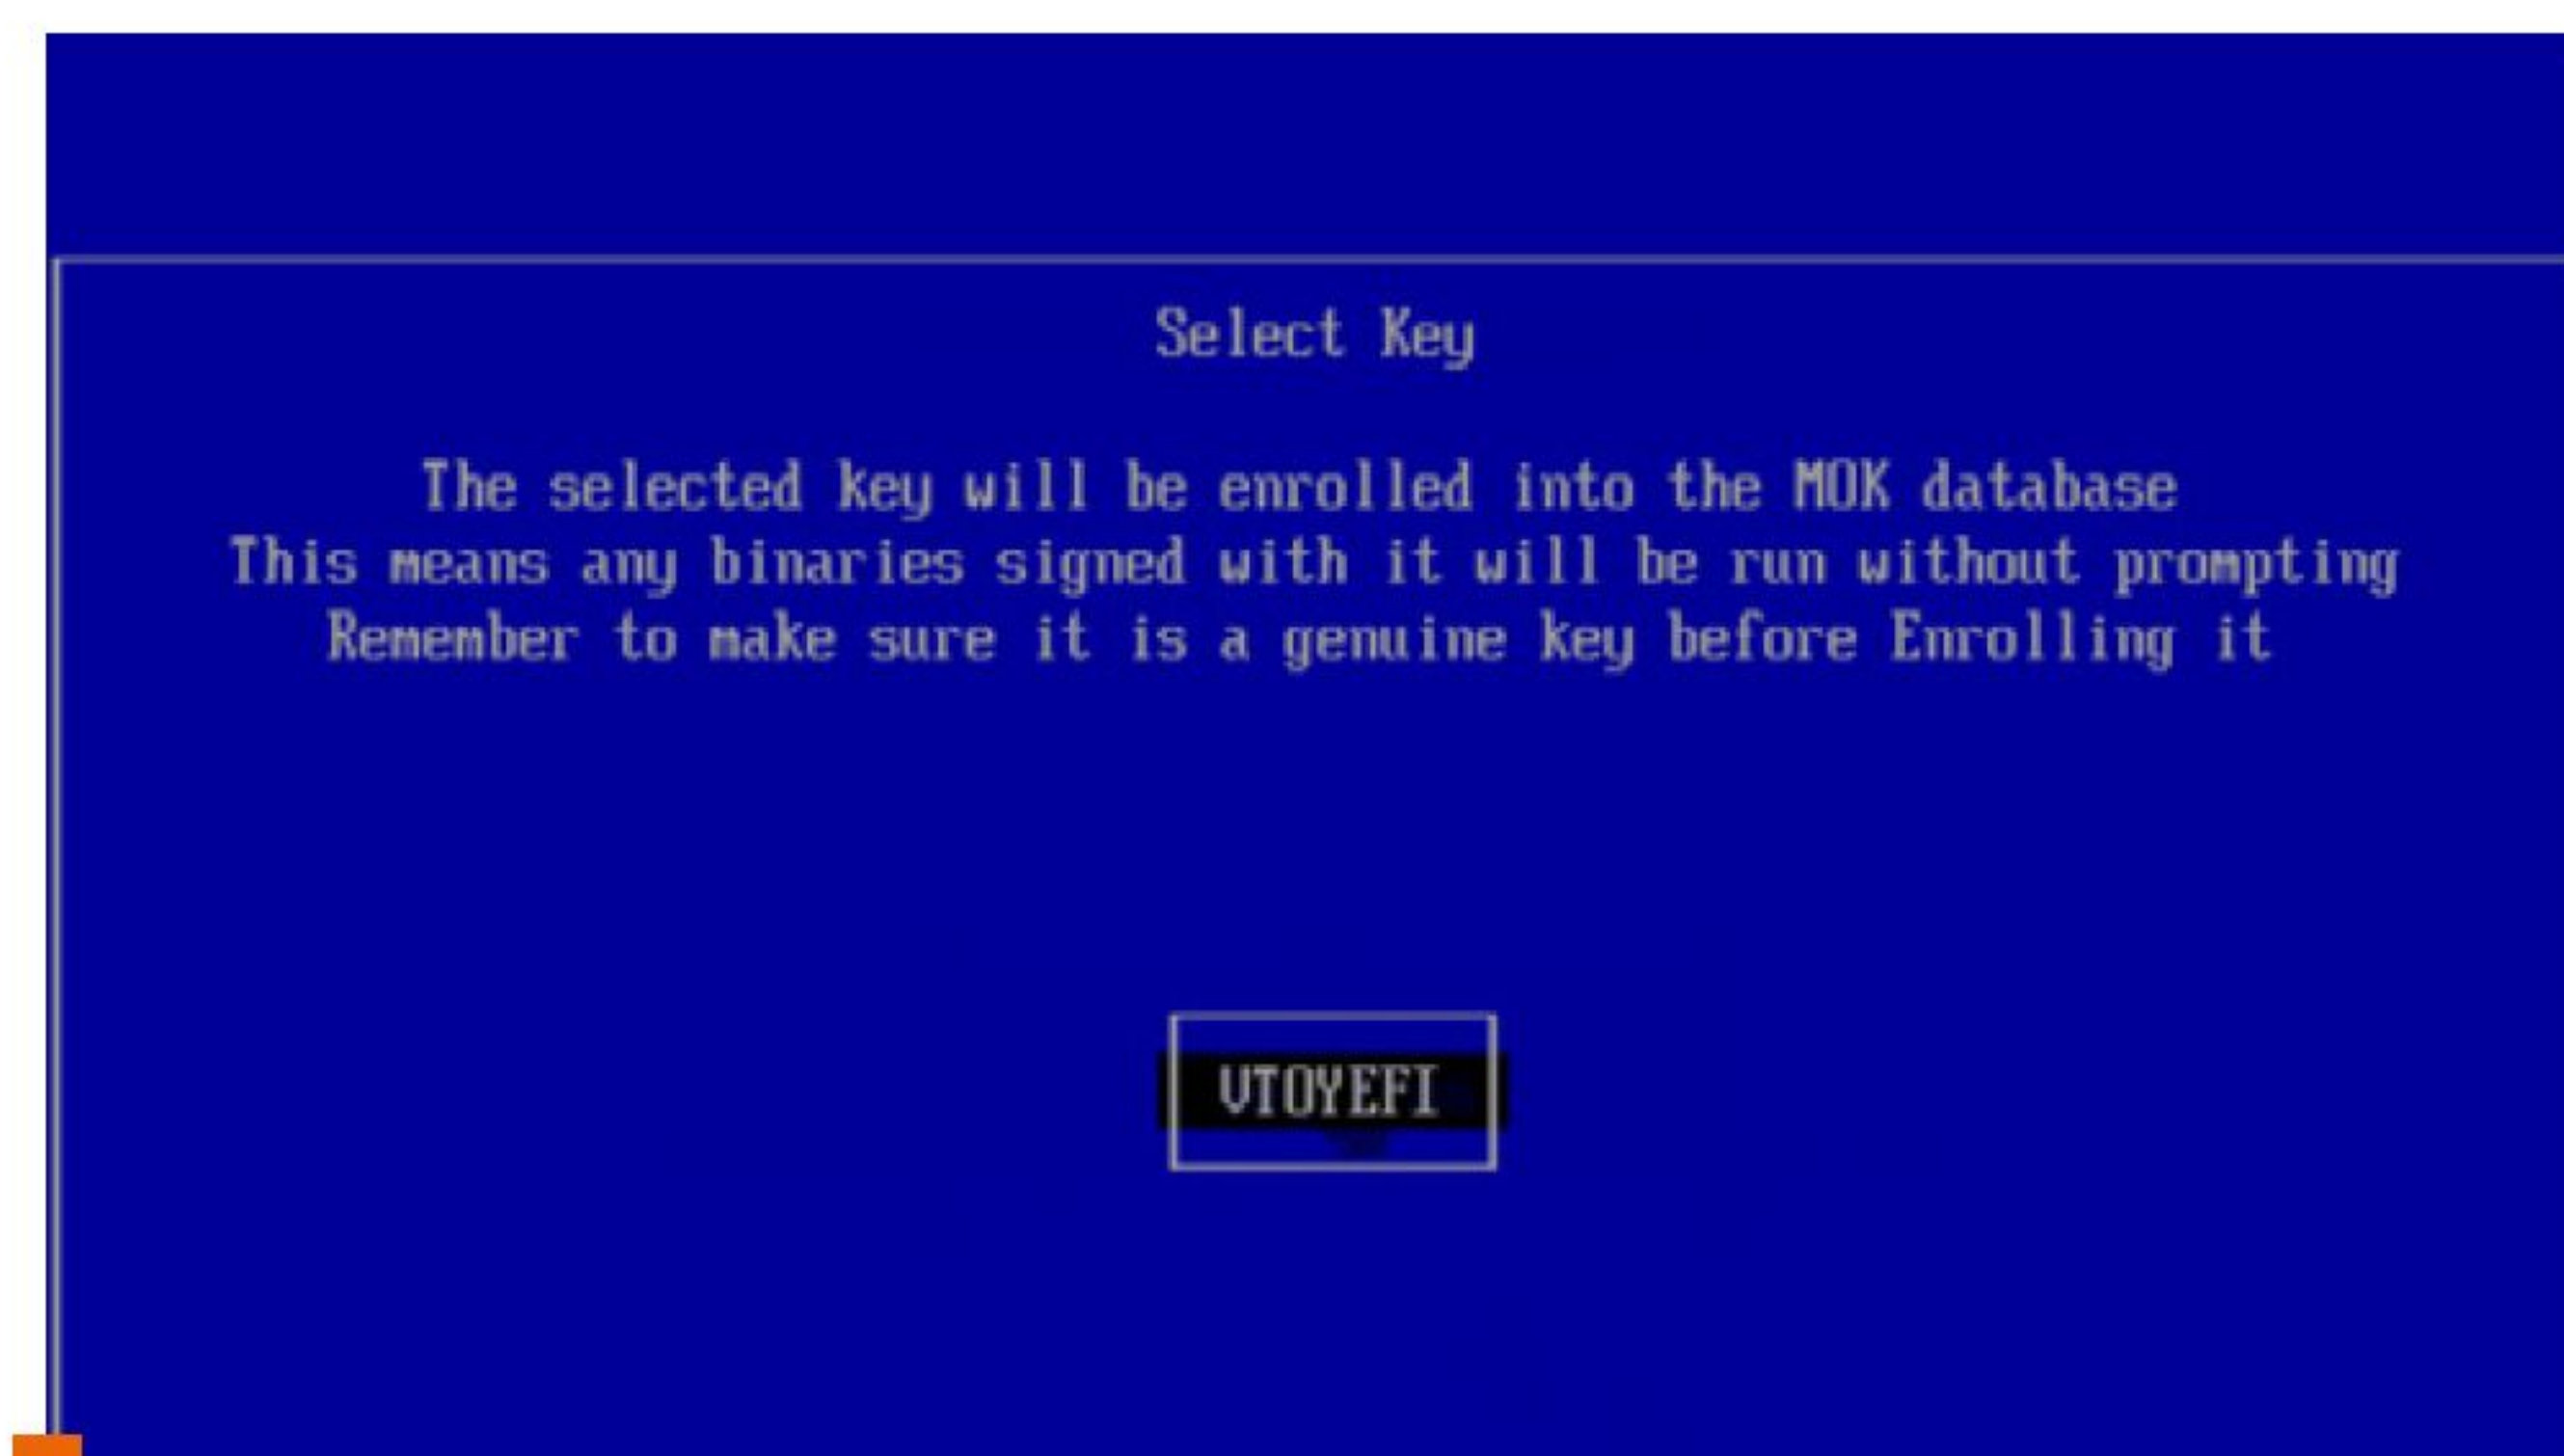 Select Key
The selected key will be enrolled into the MOK database
This means any binaries signed with it will be run without prompting
Remember to make sure it is a genuine key before Enrolling it
VTOYEFI